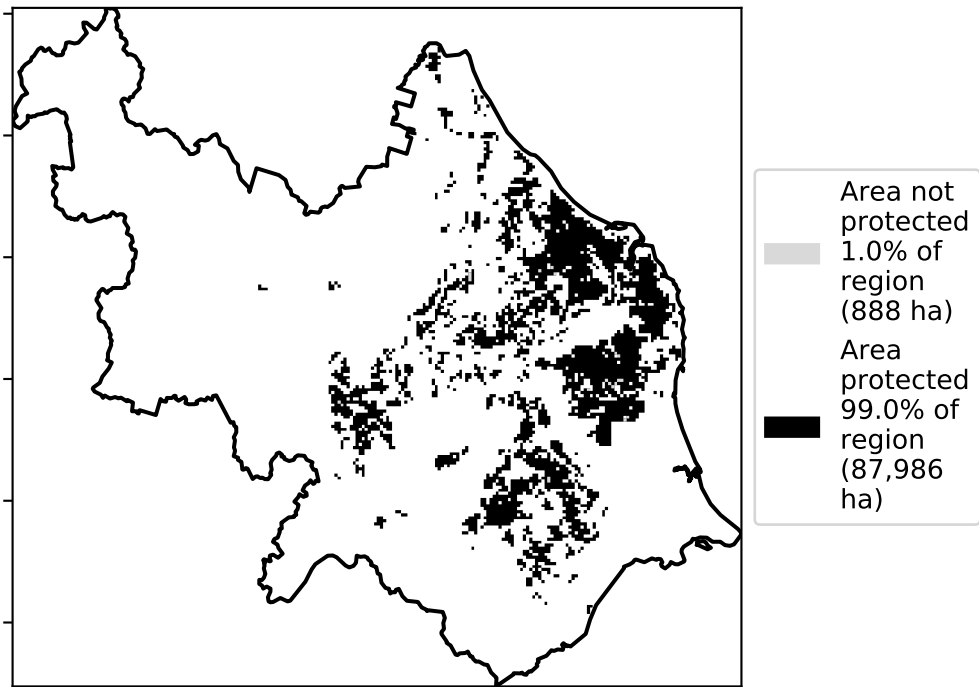 Area not
protected
1.0% of
region
(888 ha)
Area
protected
99.0% of
region
(87,986
ha)